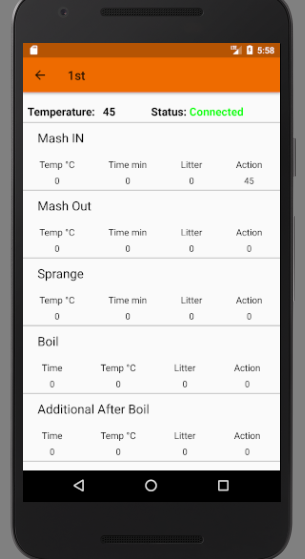 5:58
1st
Temperature: 45 Status: Connected
Mash IN
Temp °C Time min Litter Action
0 0 0 45
Mash Out
Temp °C Time min Litter Action
0 0 0 0
Sprange
Temp °C Time min Litter Action
0 0 0 0
Boil
Time Temp °C Litter Action
0 0 0 0
Additional After Boil
Time Temp °C Litter Action
0 0 0 0